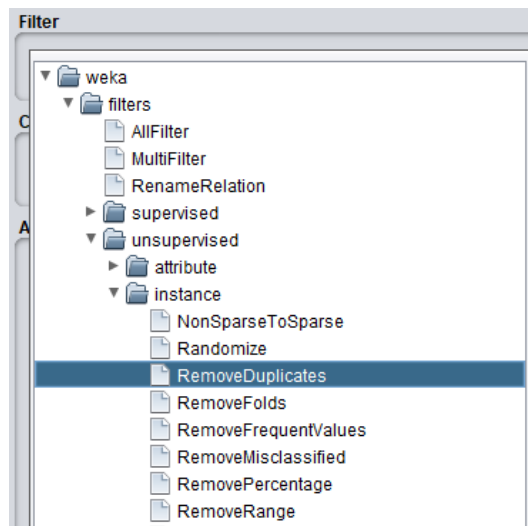 Filter
weka
filters
AllFilter
C
MultiFilter
RenameRelation
supervised
A
unsupervised
attribute
instance
NonSparseToSparse
Randomize
RemoveDuplicates
RemoveFolds
RemoveFrequentValues
RemoveMisclassified
RemovePercentage
RemoveRange